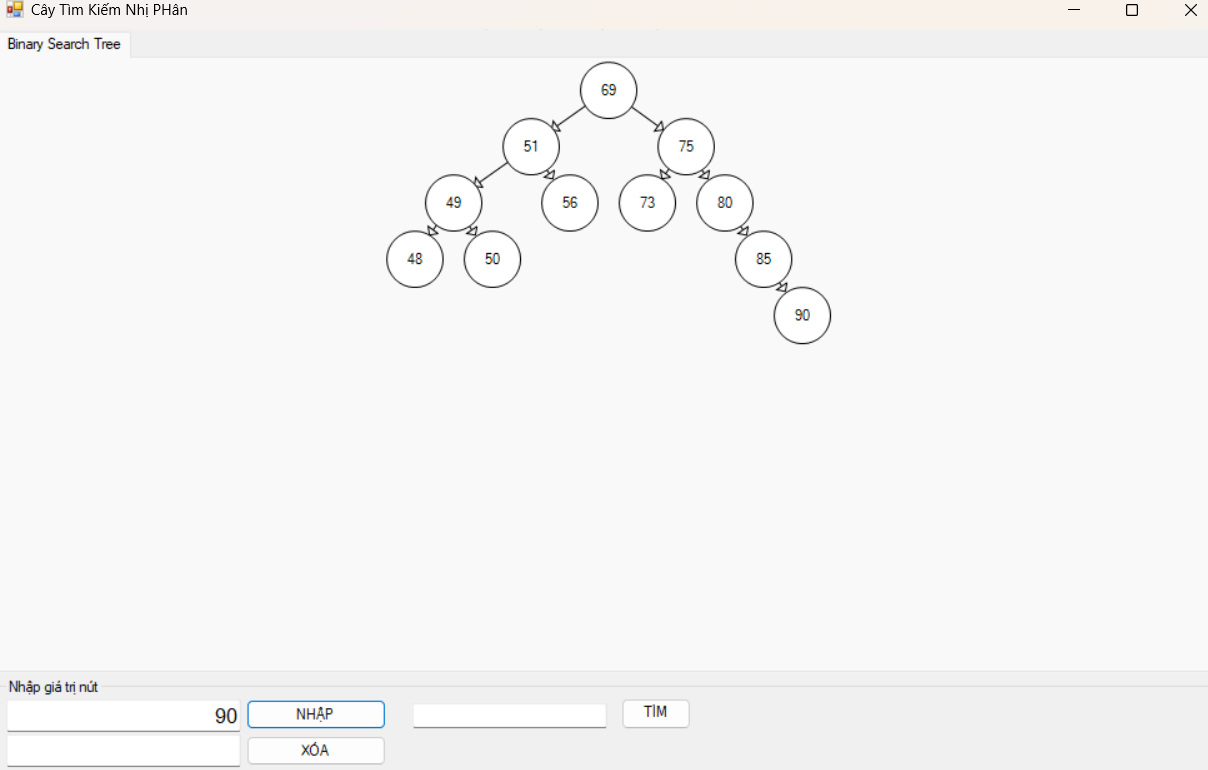 Cây Tìm Kiếm Nhị PHân
Binary Search Tree
69
51 75
49 56 73 80
48 50 85
90
Nhập giá trị nút
90 NHẬP TÌM
XÓA